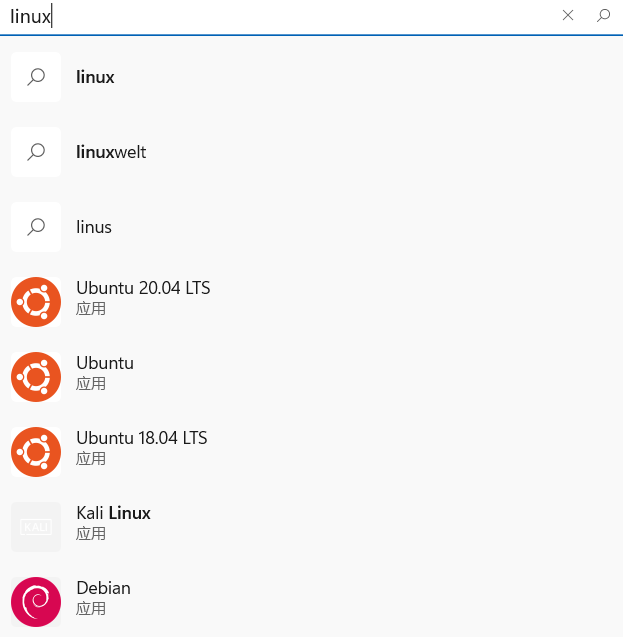 linux
linux
linuxwelt
linus
Ubuntu 20.04 LTS
应用
Ubuntu
应用
Ubuntu 18.04 LTS
应用
KALI
Kali Linux
应用
Debian
应用